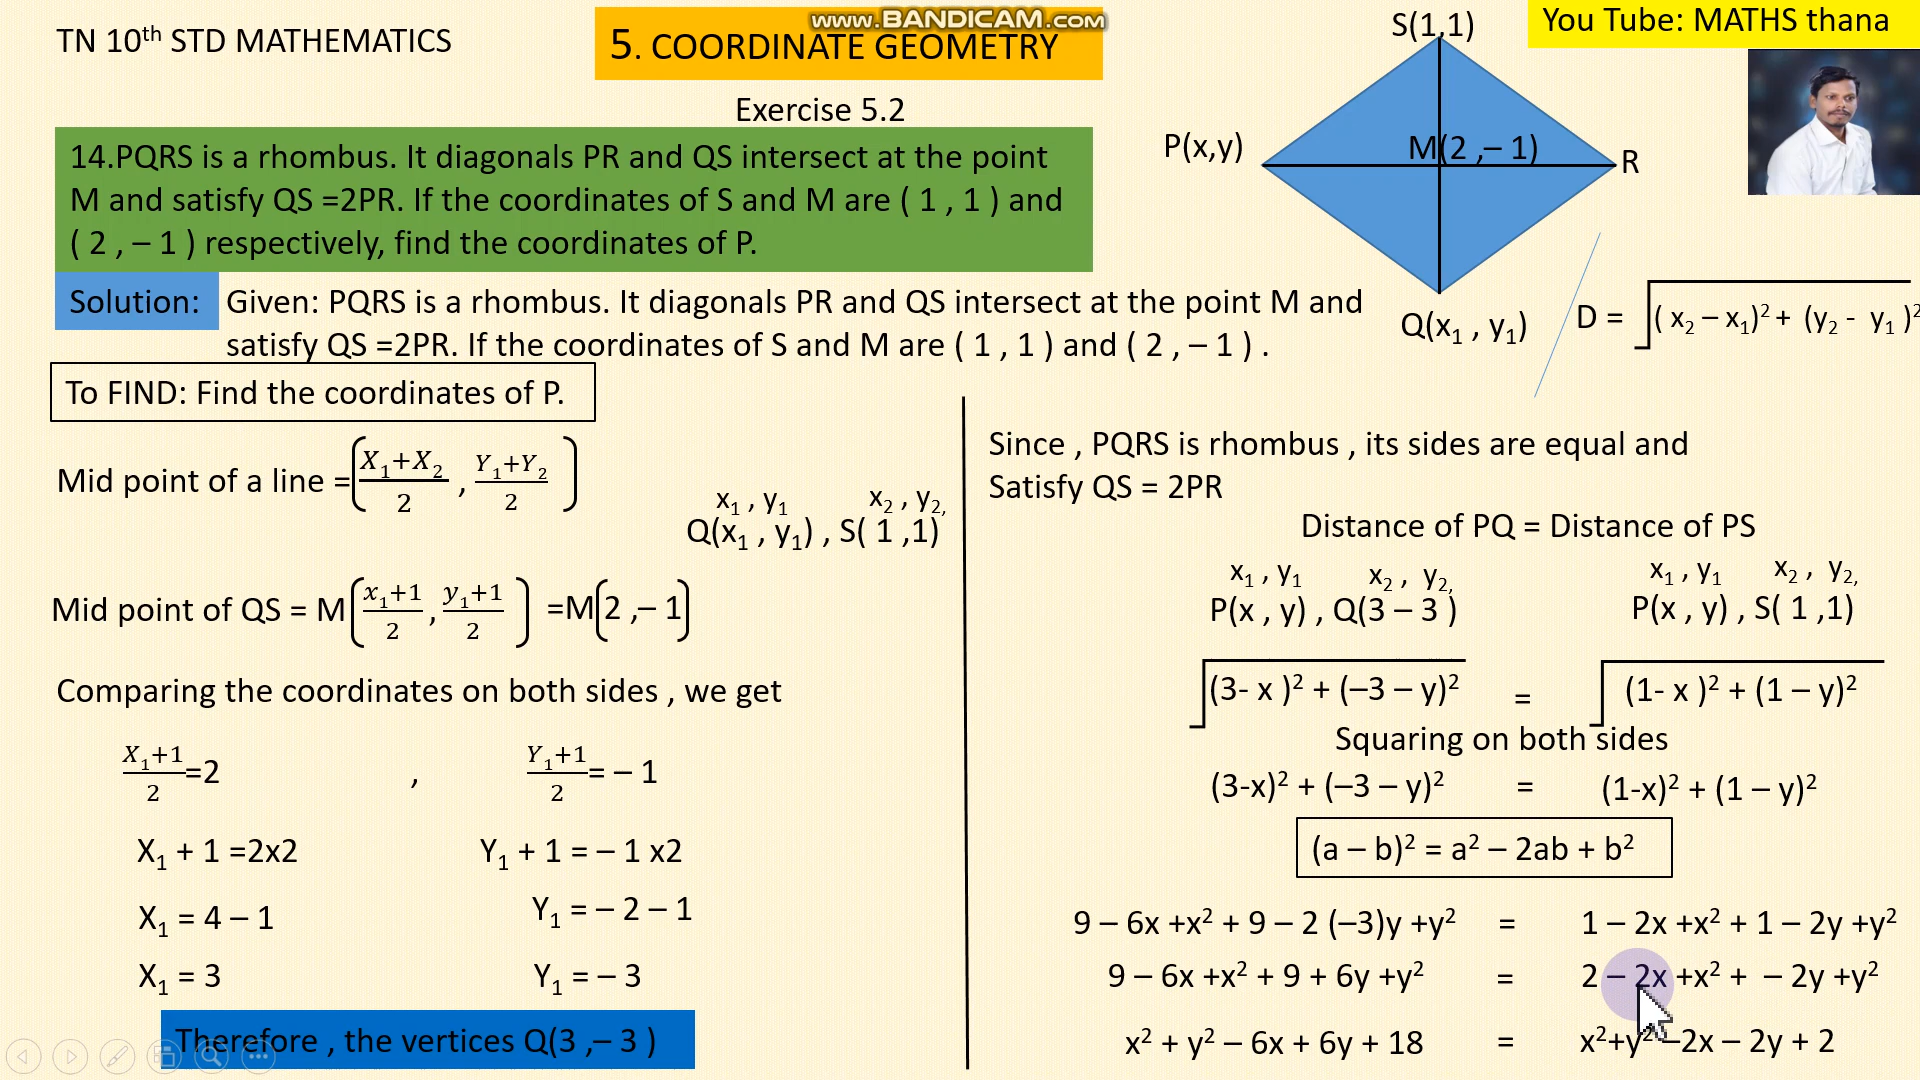 www.BANDICAM.com
TN 10th STD MATHEMATICS
5. COORDINATE GEOMETRY
You Tube: MATHS thana
Exercise 5.2
14.PQRS is a rhombus. It diagonals PR and QS intersect at the point
M and satisfy QS =2PR. If the coordinates of S and M are ( 1 , 1 ) and
( 2 , – 1 ) respectively, find the coordinates of P.
S(1,1)
P(x,y)
M(2 ,– 1)
R
Q(x₁ , y₁)
D = √( x₂ – x₁)² + (y₂ - y₁ )²
Solution: Given: PQRS is a rhombus. It diagonals PR and QS intersect at the point M and
satisfy QS =2PR. If the coordinates of S and M are ( 1 , 1 ) and ( 2 , – 1 ) .
To FIND: Find the coordinates of P.
Mid point of a line = (X₁+X₂/2 , Y₁+Y₂/2)
x₁ , y₁ x₂ , y₂,
Q(x₁ , y₁) , S( 1 ,1)
Mid point of QS = M(x₁+1/2 , y₁+1/2) =M(2 ,– 1)
Comparing the coordinates on both sides , we get
X₁+1/2=2 , Y₁+1/2= – 1
X₁ + 1 =2x2 Y₁ + 1 = – 1 x2
X₁ = 4 – 1 Y₁ = – 2 – 1
X₁ = 3 Y₁ = – 3
Therefore , the vertices Q(3 ,– 3 )
Since , PQRS is rhombus , its sides are equal and
Satisfy QS = 2PR
Distance of PQ = Distance of PS
x₁ , y₁ x₂ , y₂, x₁ , y₁ x₂ , y₂,
P(x , y) , Q(3 – 3 ) P(x , y) , S( 1 ,1)
√(3- x )² + (–3 – y)² = √(1- x )² + (1 – y)²
Squaring on both sides
(3-x)² + (–3 – y)² = (1-x)² + (1 – y)²
(a – b)² = a² – 2ab + b²
9 – 6x +x² + 9 – 2 (–3)y +y² = 1 – 2x +x² + 1 – 2y +y²
9 – 6x +x² + 9 + 6y +y² = 2 – 2x +x² + – 2y +y²
x² + y² – 6x + 6y + 18 = x²+y² –2x – 2y + 2